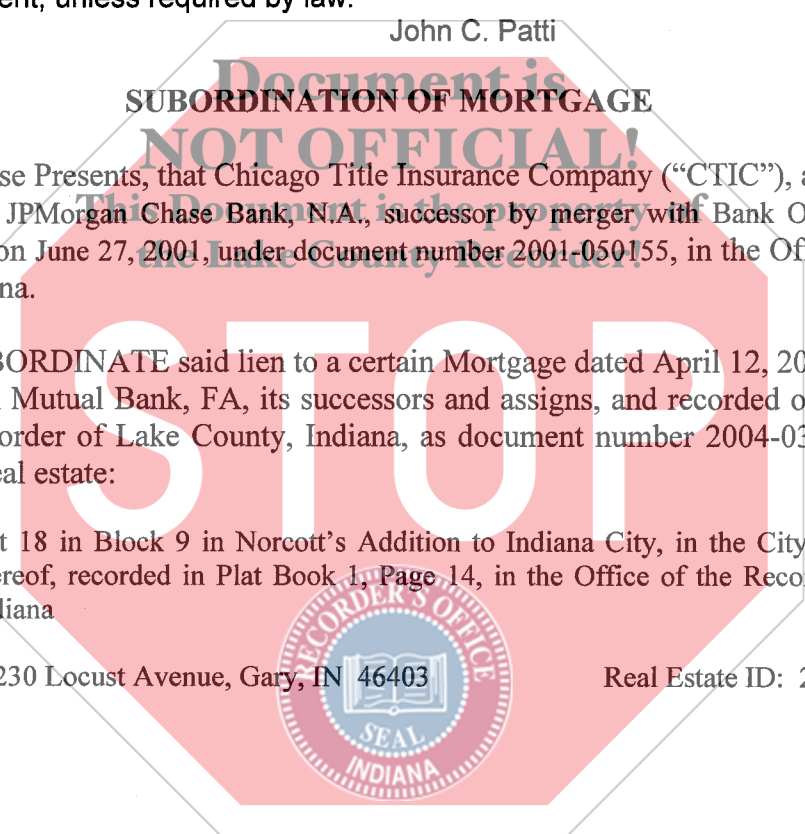 ent, unless required by law.
John C. Patti
Document is
SUBORDINATION OF MORTGAGE
NOT OFFICIAL!
se Presents, that Chicago Title Insurance Company (“CTIC”), a
This Document is the property
JPMorgan Chase Bank, N.A., successor by merger with Bank O
on June 27, 2001, under document number 2001-050155, in the Of
the Lake County Recorder!
na.
STOP
BORDINATE said lien to a certain Mortgage dated April 12, 20
Mutual Bank, FA, its successors and assigns, and recorded o
order of Lake County, Indiana, as document number 2004-03
eal estate:
t 18 in Block 9 in Norcott’s Addition to Indiana City, in the City
ereof, recorded in Plat Book 1, Page 14, in the Office of the Reco
diana
RECORDER'S OFFICE
230 Locust Avenue, Gary, IN 46403 Real Estate ID: 2
SEAL
INDIANA